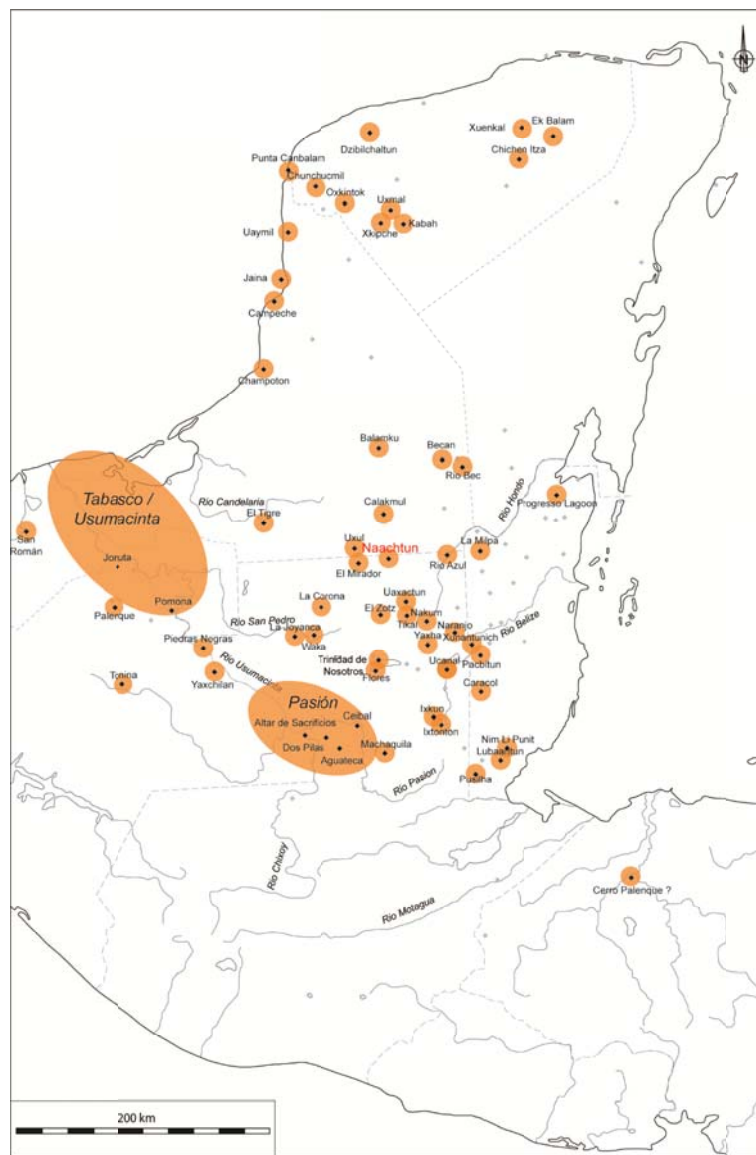 N
Xuenkal
Ek Balam
Dzibilchaltun
Chichen Itza
Punta Canbalam
Chunchucmil
Oxkintok
Uxmal
Xkipche
Kabah
Uaymil
Jaina
Campeche
Champoton
Balamku
Becan
Rio Bec
Rio Candelaria
Rio Hondo
Progresso Lagoon
Tabasco /
Usumacinta
Calakmul
El Tigre
San
Román
Uxul
Naachtun
La Milpa
Rio Azul
El Mirador
Joruta
Palerque
Pomona
La Corona
Uaxactun
El Zotz
Nakum
Tikal
Naranjo
Rio San Pedro
La Joyanca
Waka
Yaxha
Xunantunich
Rio Belize
Piedras Negras
Trinidad de
Nosotros
Flores
Ucanal
Pacbitun
Rio Usumacinta
Yaxchilan
Tonina
Caracol
Pasión
Altar de Sacrificios
Ceibal
Ixkun
Ixtonton
Dos Pilas
Aguateca
Machaquila
Nim Li Punit
Lubaantun
Rio Pasion
Pusilha
Rio Chixoy
Rio Motagua
Cerro Palenque ?
200 km